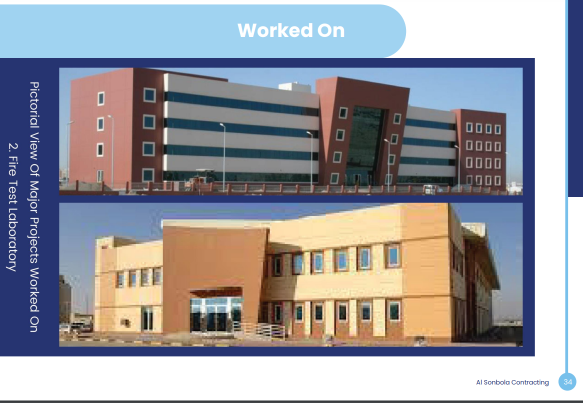 Worked On
Pictorial View Of Major Projects Worked On
2. Fire Test Laboratory
Al Sonbola Contracting
34